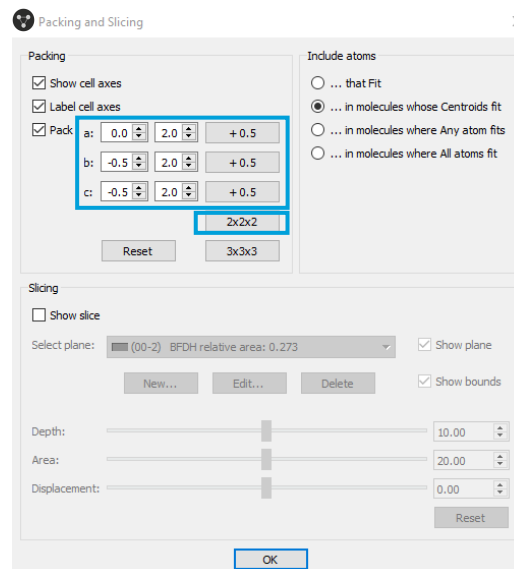 Packing and Slicing
Packing
Show cell axes
Label cell axes
Pack a: 0.0 2.0 + 0.5
b: -0.5 2.0 + 0.5
c: -0.5 2.0 + 0.5
2x2x2
Reset 3x3x3
Include atoms
... that Fit
... in molecules whose Centroids fit
... in molecules where Any atom fits
... in molecules where All atoms fit
Slicing
Show slice
Select plane: (00-2) BFDH relative area: 0.273 Show plane
New... Edit... Delete Show bounds
Depth: 10.00
Area: 20.00
Displacement: 0.00
Reset
OK